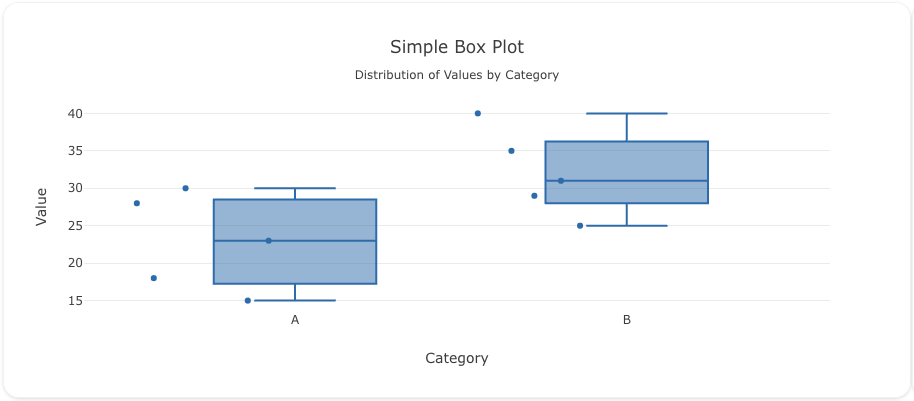 Simple Box Plot
Distribution of Values by Category
40
35
30
25
20
15
Value
A B
Category